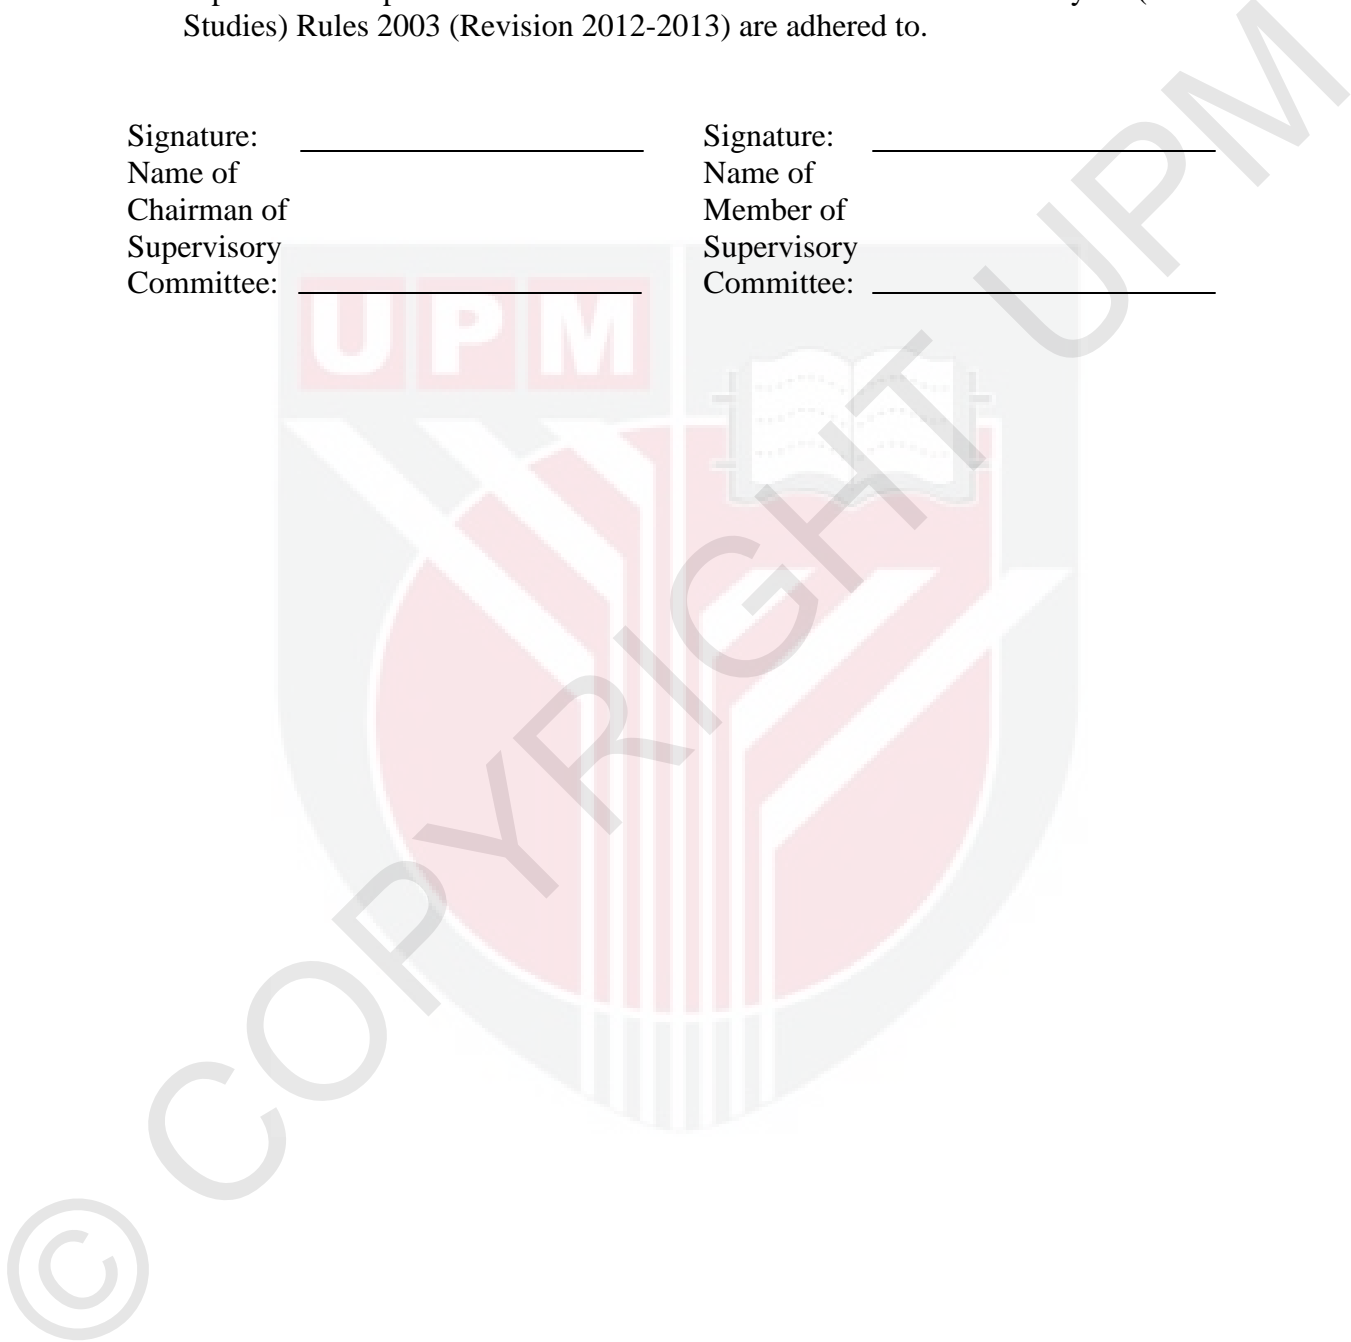 Studies) Rules 2003 (Revision 2012-2013) are adhered to.
Signature:
Name of
Chairman of
Supervisory
Committee:
Signature:
Name of
Member of
Supervisory
Committee:
UPM
© COPYRIGHT UPM